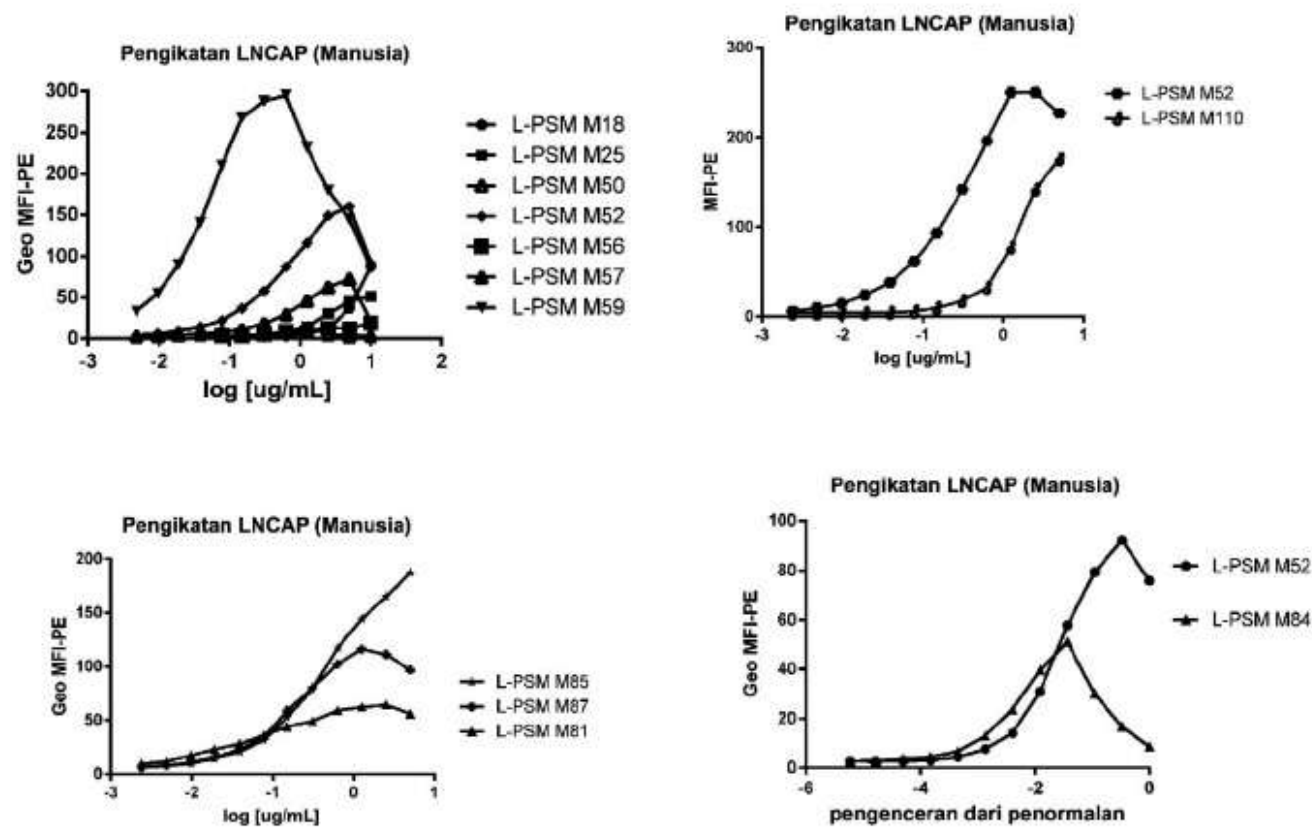 Pengikatan LNCAP (Manusia)
300
250
200
150
100
50
0
Geo MFI-PE
-3
-2
-1
0
1
2
log [ug/mL]
L-PSM M18
L-PSM M25
L-PSM M50
L-PSM M52
L-PSM M56
L-PSM M57
L-PSM M59
Pengikatan LNCAP (Manusia)
300
200
100
0
MFI-PE
-3
-2
-1
0
1
log [ug/mL]
L-PSM M52
L-PSM M110
Pengikatan LNCAP (Manusia)
200
150
100
50
0
Geo MFI-PE
-3
-2
-1
0
1
log [ug/mL]
L-PSM M85
L-PSM M87
L-PSM M81
Pengikatan LNCAP (Manusia)
100
80
60
40
20
0
Geo MFI-PE
-6
-4
-2
0
pengenceran dari penormalan
L-PSM M52
L-PSM M84